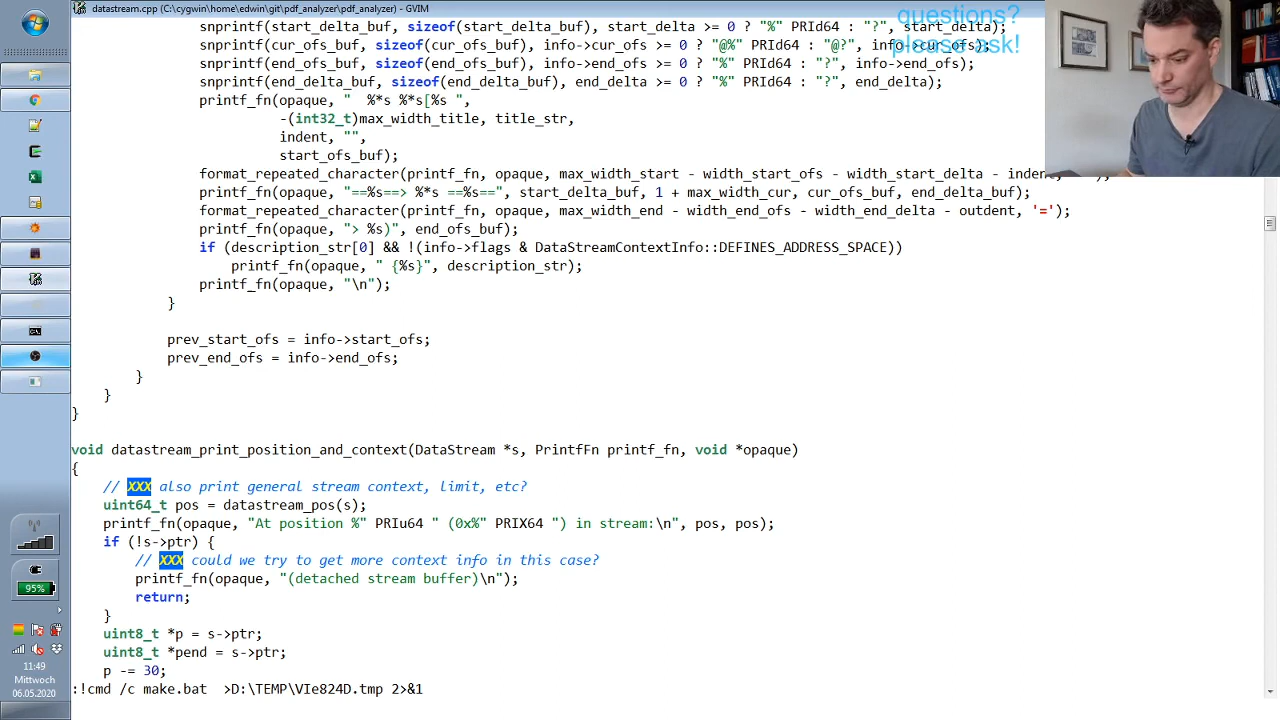 datastream.cpp (C:\cygwin\home\edwin\git\pdf_analyzer\pdf_analyzer) - GVIM
questions?
please ask!
snprintf(start_delta_buf, sizeof(start_delta_buf), start_delta >= 0 ? "%" PRId64 : "?", start_delta);
snprintf(cur_ofs_buf, sizeof(cur_ofs_buf), info->cur_ofs >= 0 ? "@%" PRId64 : "@?", info->cur_ofs);
snprintf(end_ofs_buf, sizeof(end_ofs_buf), info->end_ofs >= 0 ? "%" PRId64 : "?", info->end_ofs);
snprintf(end_delta_buf, sizeof(end_delta_buf), end_delta >= 0 ? "%" PRId64 : "?", end_delta);
printf_fn(opaque, "  %*s %*s[%s ",
-(int32_t)max_width_title, title_str,
indent, "",
start_ofs_buf);
format_repeated_character(printf_fn, opaque, max_width_start - width_start_ofs - width_start_delta - indent,
printf_fn(opaque, "==%s==> %*s ==%s==", start_delta_buf, 1 + max_width_cur, cur_ofs_buf, end_delta_buf);
format_repeated_character(printf_fn, opaque, max_width_end - width_end_ofs - width_end_delta - outdent, '=');
printf_fn(opaque, "> %s)", end_ofs_buf);
if (description_str[0] && !(info->flags & DataStreamContextInfo::DEFINES_ADDRESS_SPACE))
printf_fn(opaque, " {%s}", description_str);
printf_fn(opaque, "\n");
}
prev_start_ofs = info->start_ofs;
prev_end_ofs = info->end_ofs;
}
}
}
void datastream_print_position_and_context(DataStream *s, PrintfFn printf_fn, void *opaque)
{
// XXX also print general stream context, limit, etc?
uint64_t pos = datastream_pos(s);
printf_fn(opaque, "At position %" PRIu64 " (0x%" PRIX64 ") in stream:\n", pos, pos);
if (!s->ptr) {
// XXX could we try to get more context info in this case?
printf_fn(opaque, "(detached stream buffer)\n");
return;
}
uint8_t *p = s->ptr;
uint8_t *pend = s->ptr;
p -= 30;
:!cmd /c make.bat  >D:\TEMP\VIe824D.tmp 2>&1
95%
11:49
Mittwoch
06.05.2020